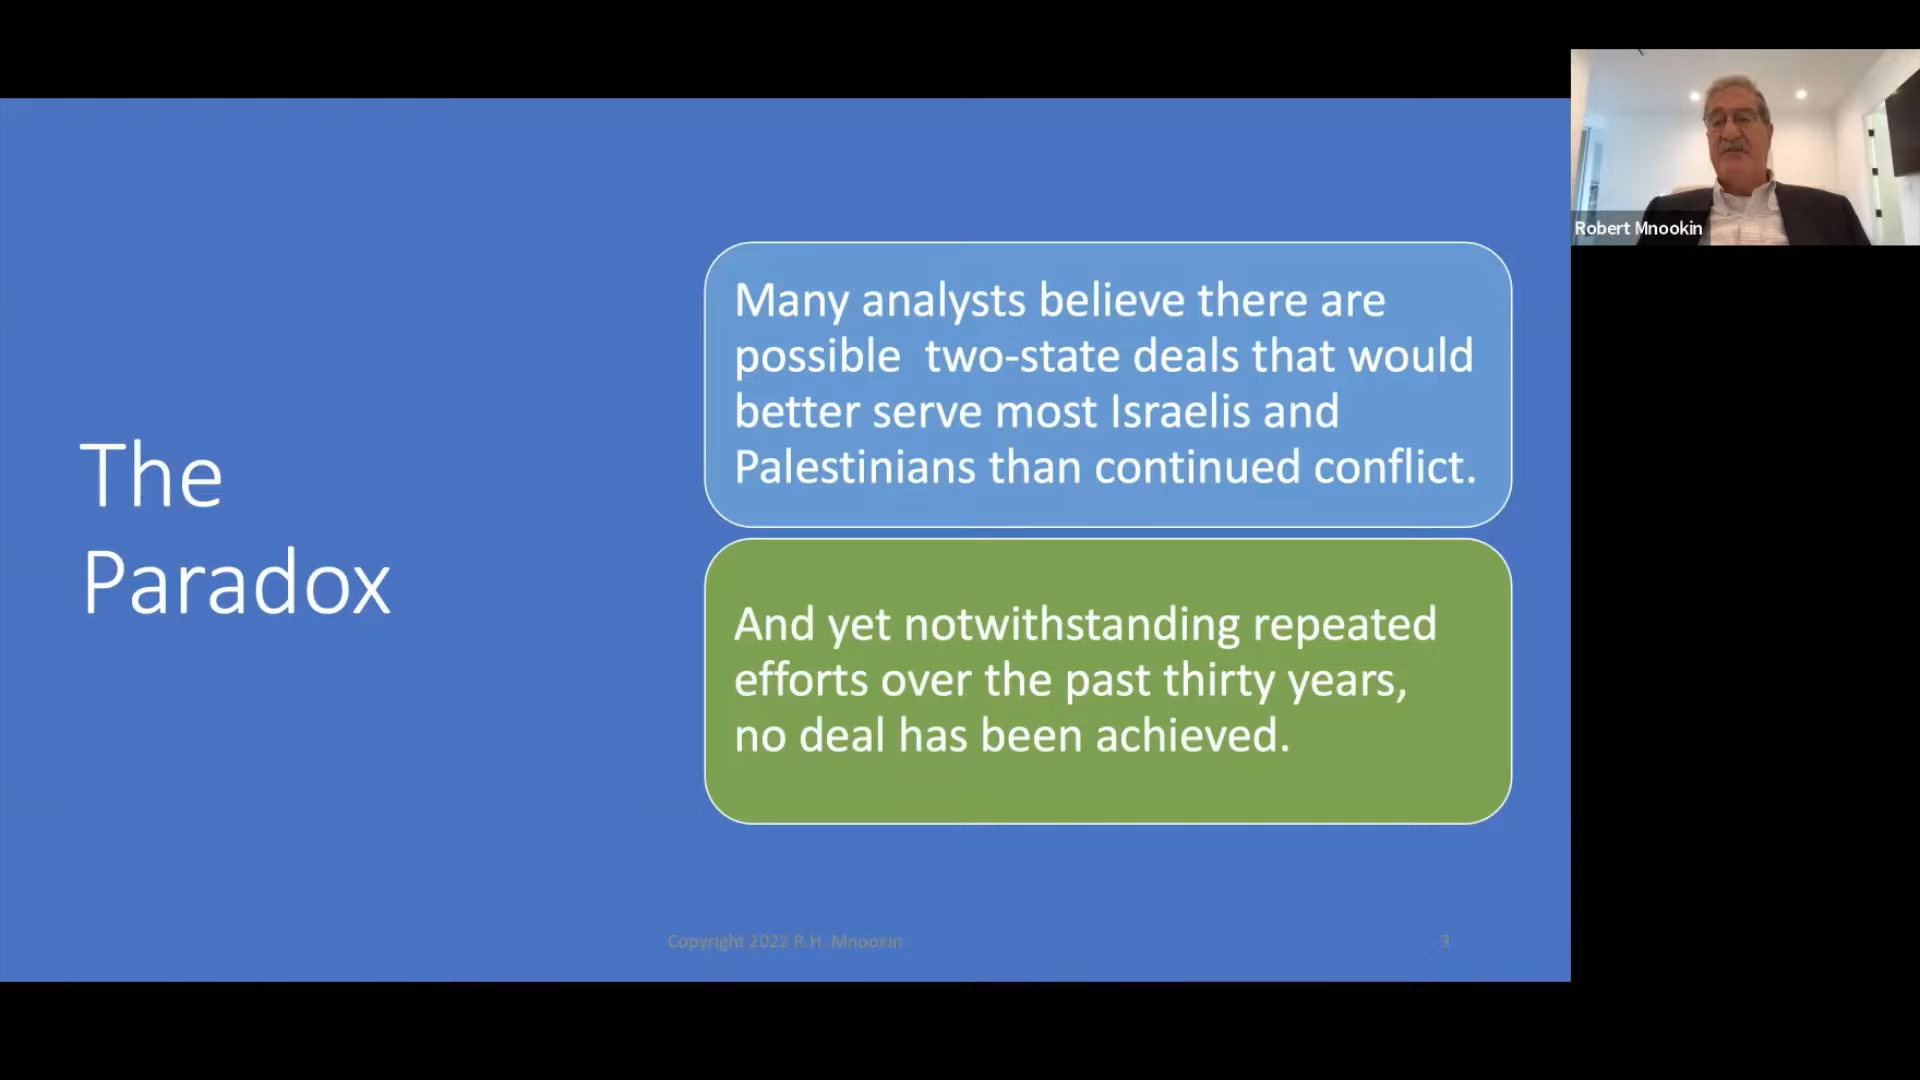 The
Paradox
Many analysts believe there are
possible  two-state deals that would
better serve most Israelis and
Palestinians than continued conflict.
And yet notwithstanding repeated
efforts over the past thirty years,
no deal has been achieved.
Copyright 2022 R.H. Mnookin
3
Robert Mnookin